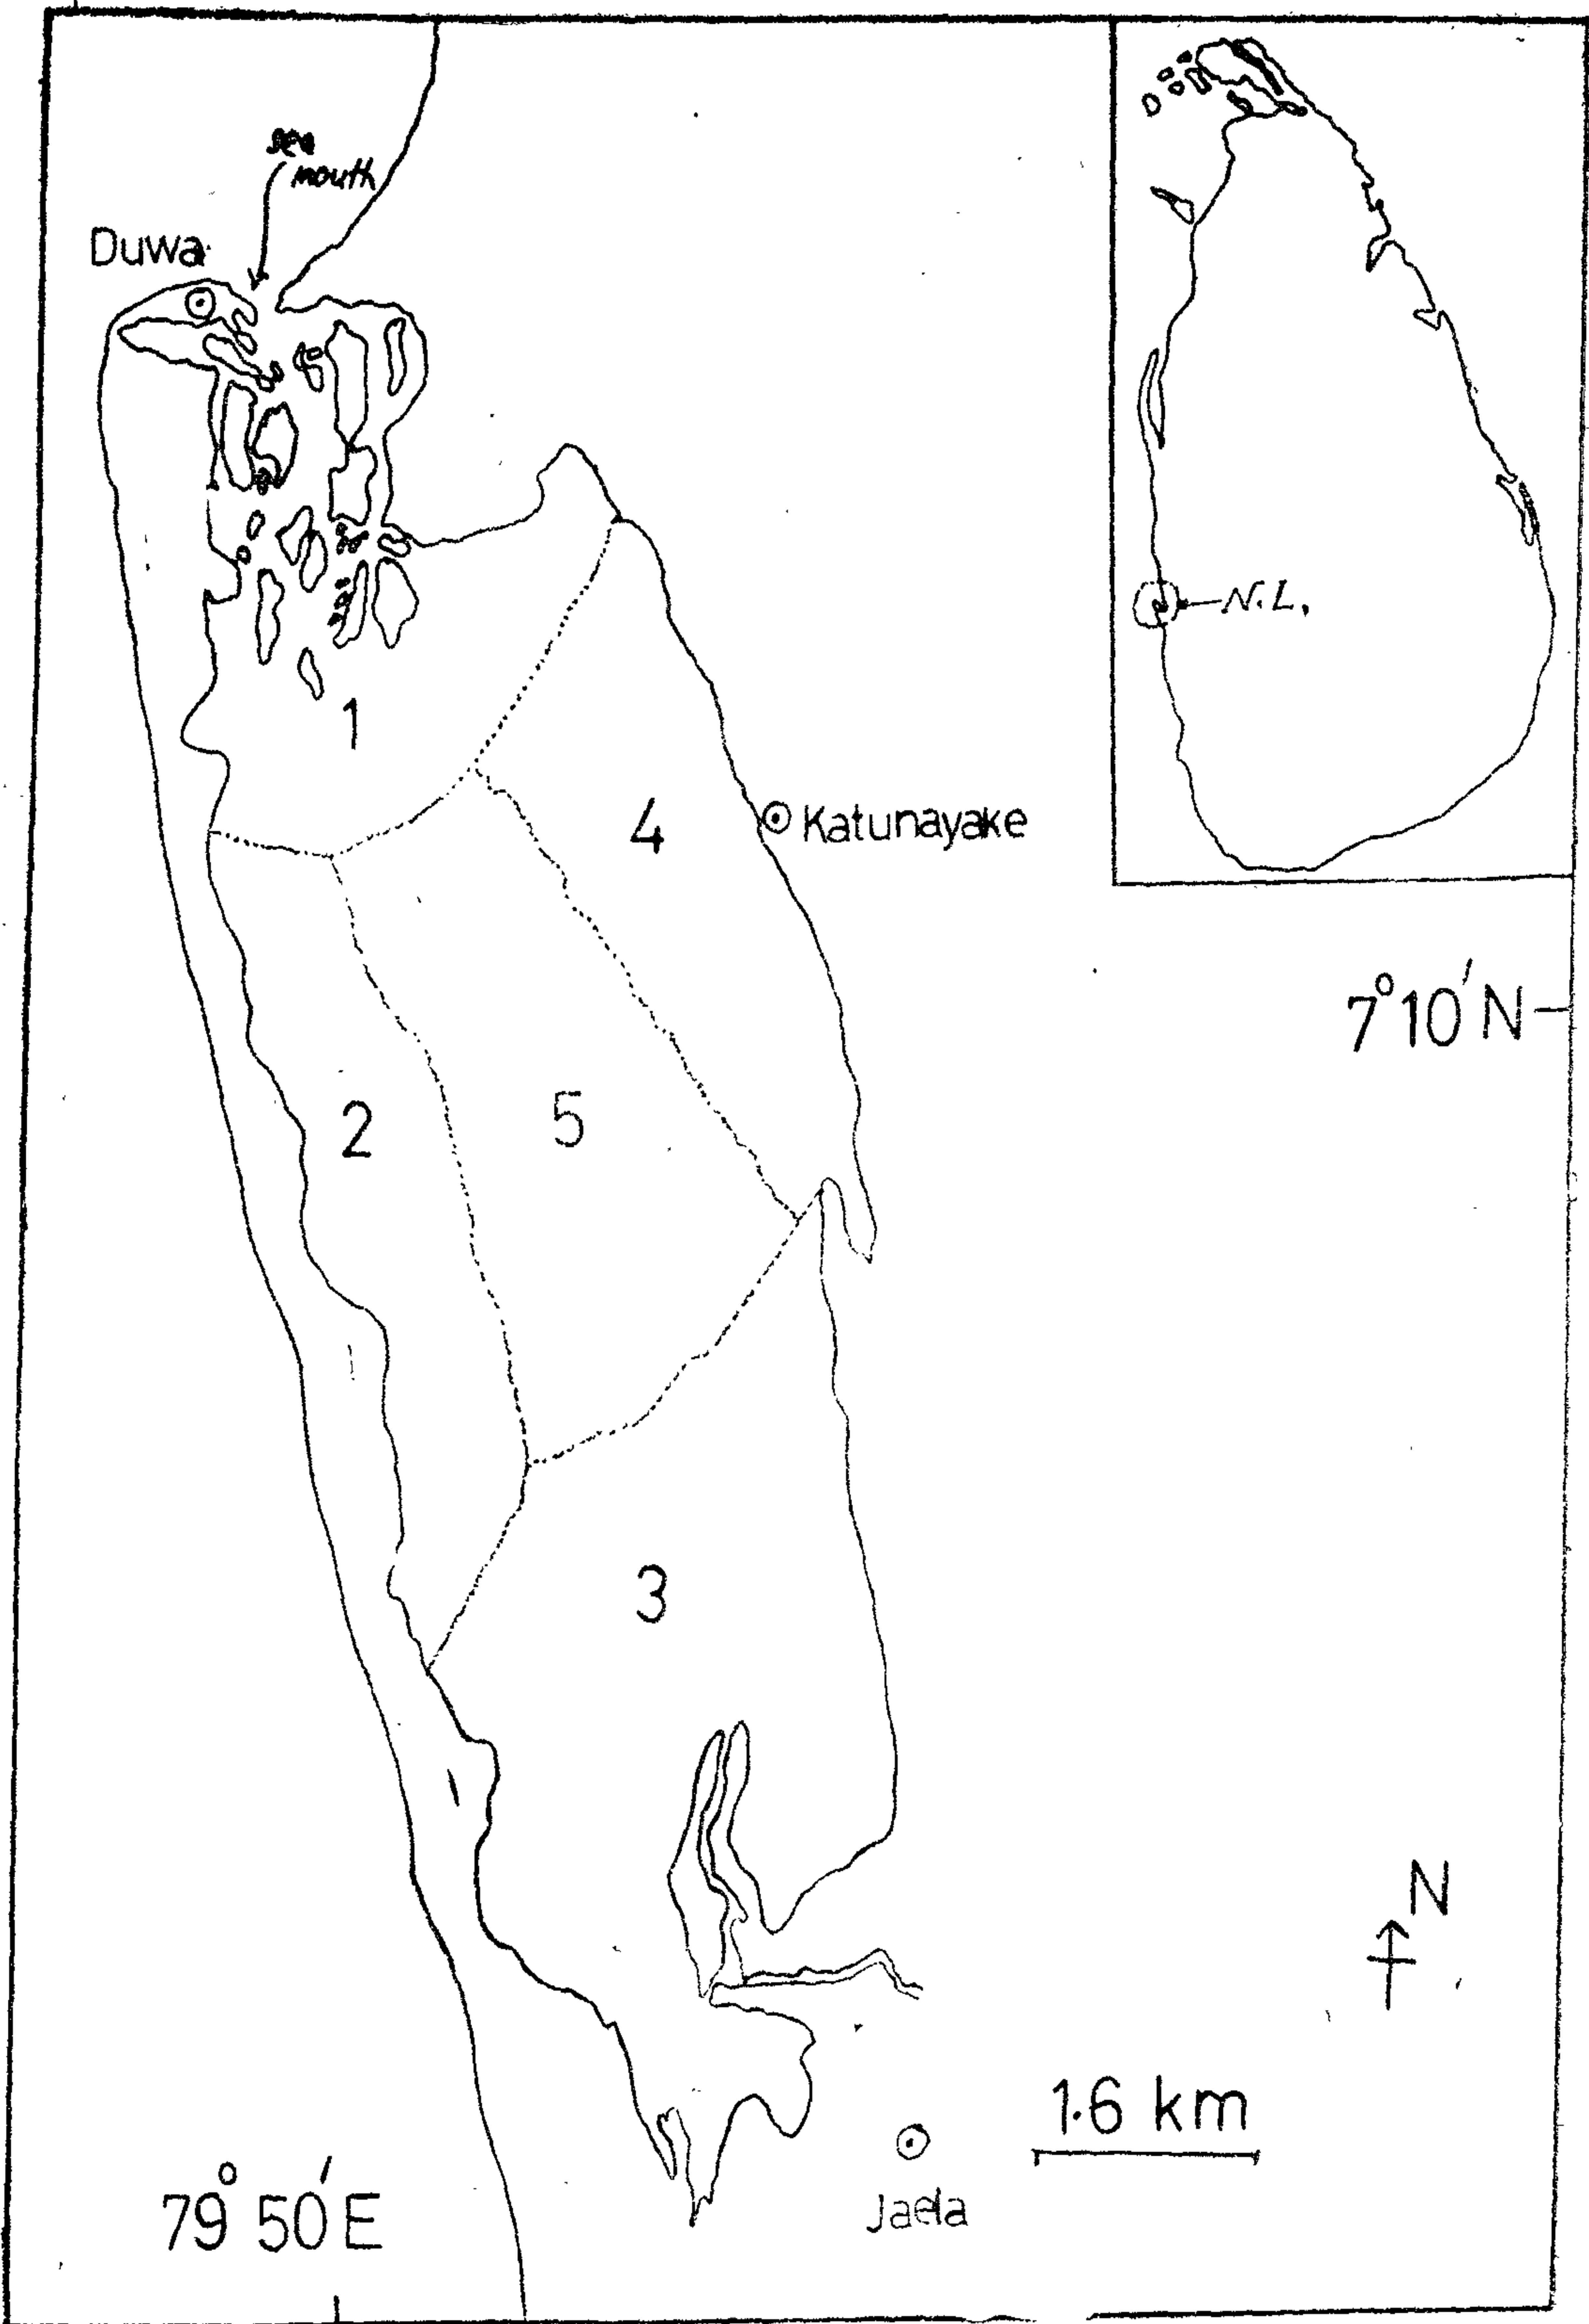 sea
mouth
Duwa
N.L.
1
4
Katunayake
7°10'N
2
5
3
N
1.6 km
79°50'E
Jaela